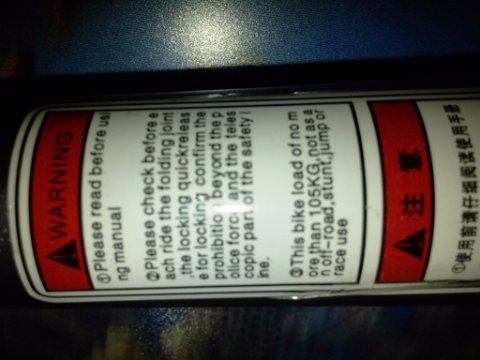 WARNING
①Please read before usi
ng manual
②Please check before e
ach ride the folding joint
,the locking quickreleas
e for locking confirm the
prohibition beyond the p
olice force and the teles
copic part of the safety l
ine.
③This bike load of no m
ore than 105KG,not as a
n off-road,stunt,jump or
race use
注 意
①使用前请仔细阅读使用手册